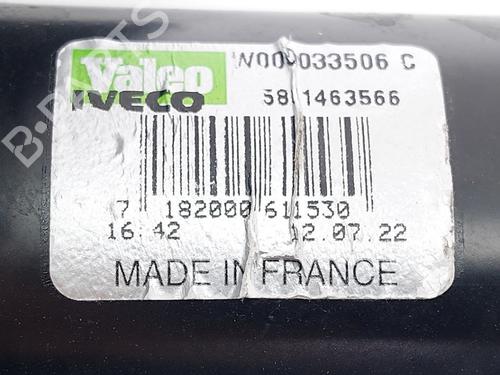 Valeo
W000033506 C
IVECO
5801463566
7 182000 611530
16:42
12.07.22
MADE IN FRANCE
B-PARTS